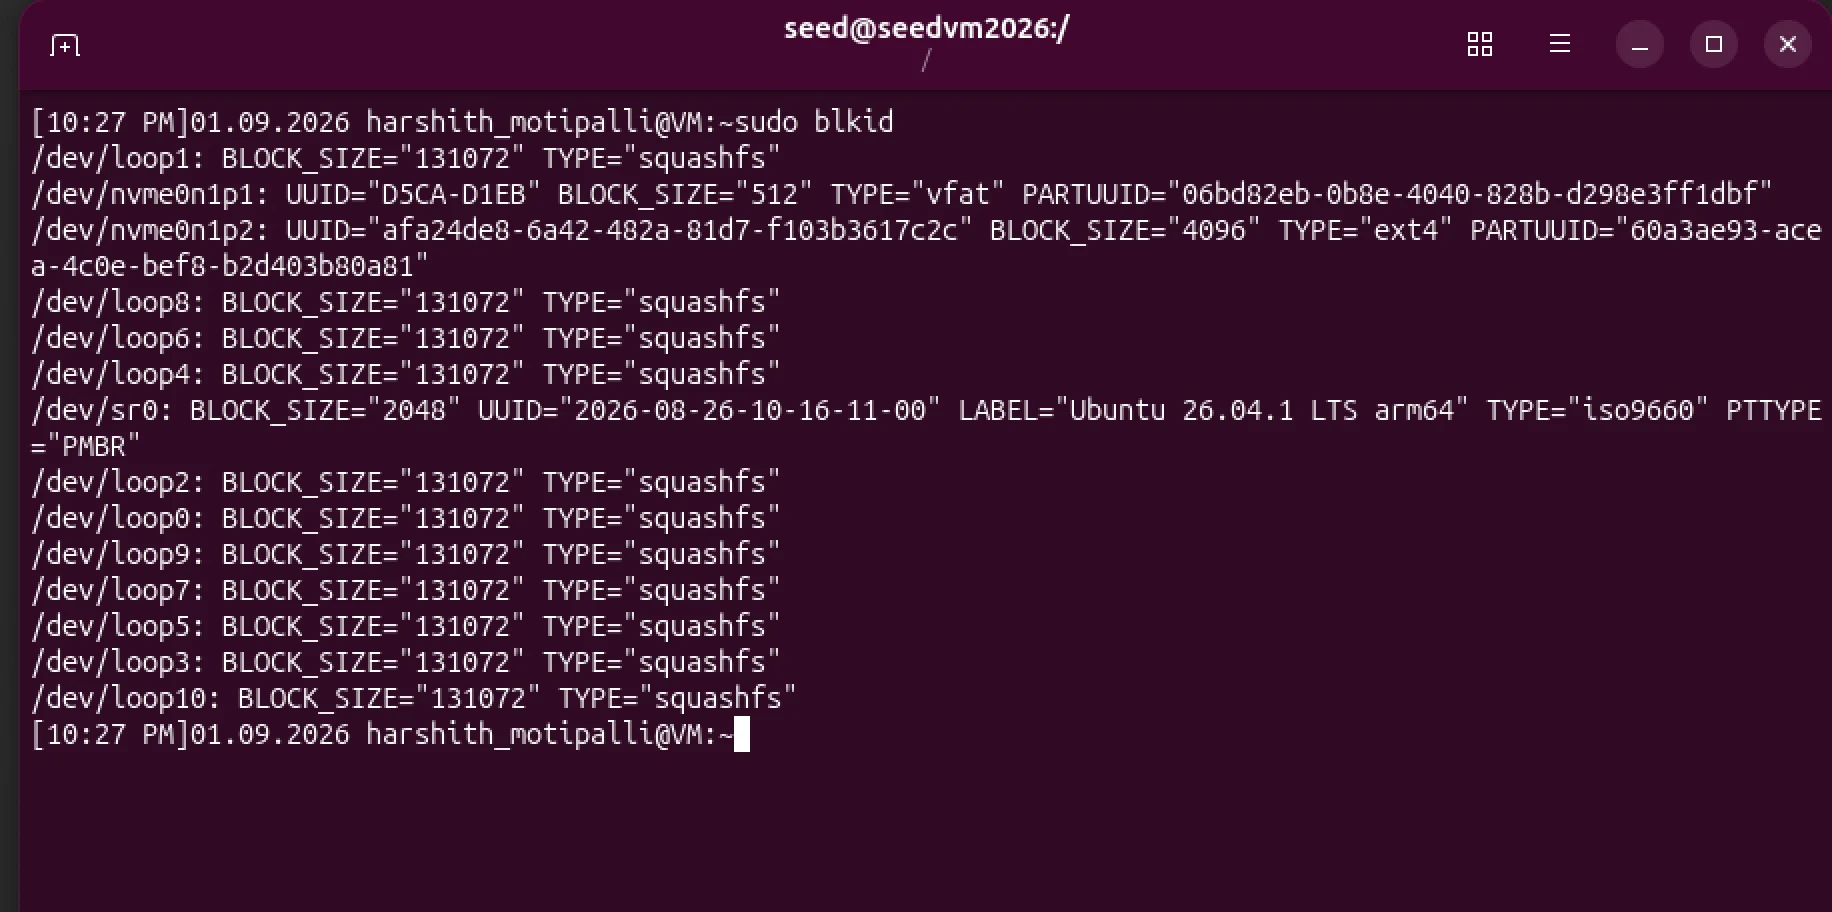 seed@seedvm2026:/
/
[10:27 PM]01.09.2026 harshith_motipalli@VM:~sudo blkid
/dev/loop1: BLOCK_SIZE="131072" TYPE="squashfs"
/dev/nvme0n1p1: UUID="D5CA-D1EB" BLOCK_SIZE="512" TYPE="vfat" PARTUUID="06bd82eb-0b8e-4040-828b-d298e3ff1dbf"
/dev/nvme0n1p2: UUID="afa24de8-6a42-482a-81d7-f103b3617c2c" BLOCK_SIZE="4096" TYPE="ext4" PARTUUID="60a3ae93-ace
a-4c0e-bef8-b2d403b80a81"
/dev/loop8: BLOCK_SIZE="131072" TYPE="squashfs"
/dev/loop6: BLOCK_SIZE="131072" TYPE="squashfs"
/dev/loop4: BLOCK_SIZE="131072" TYPE="squashfs"
/dev/sr0: BLOCK_SIZE="2048" UUID="2026-08-26-10-16-11-00" LABEL="Ubuntu 26.04.1 LTS arm64" TYPE="iso9660" PTTYPE
="PMBR"
/dev/loop2: BLOCK_SIZE="131072" TYPE="squashfs"
/dev/loop0: BLOCK_SIZE="131072" TYPE="squashfs"
/dev/loop9: BLOCK_SIZE="131072" TYPE="squashfs"
/dev/loop7: BLOCK_SIZE="131072" TYPE="squashfs"
/dev/loop5: BLOCK_SIZE="131072" TYPE="squashfs"
/dev/loop3: BLOCK_SIZE="131072" TYPE="squashfs"
/dev/loop10: BLOCK_SIZE="131072" TYPE="squashfs"
[10:27 PM]01.09.2026 harshith_motipalli@VM:~